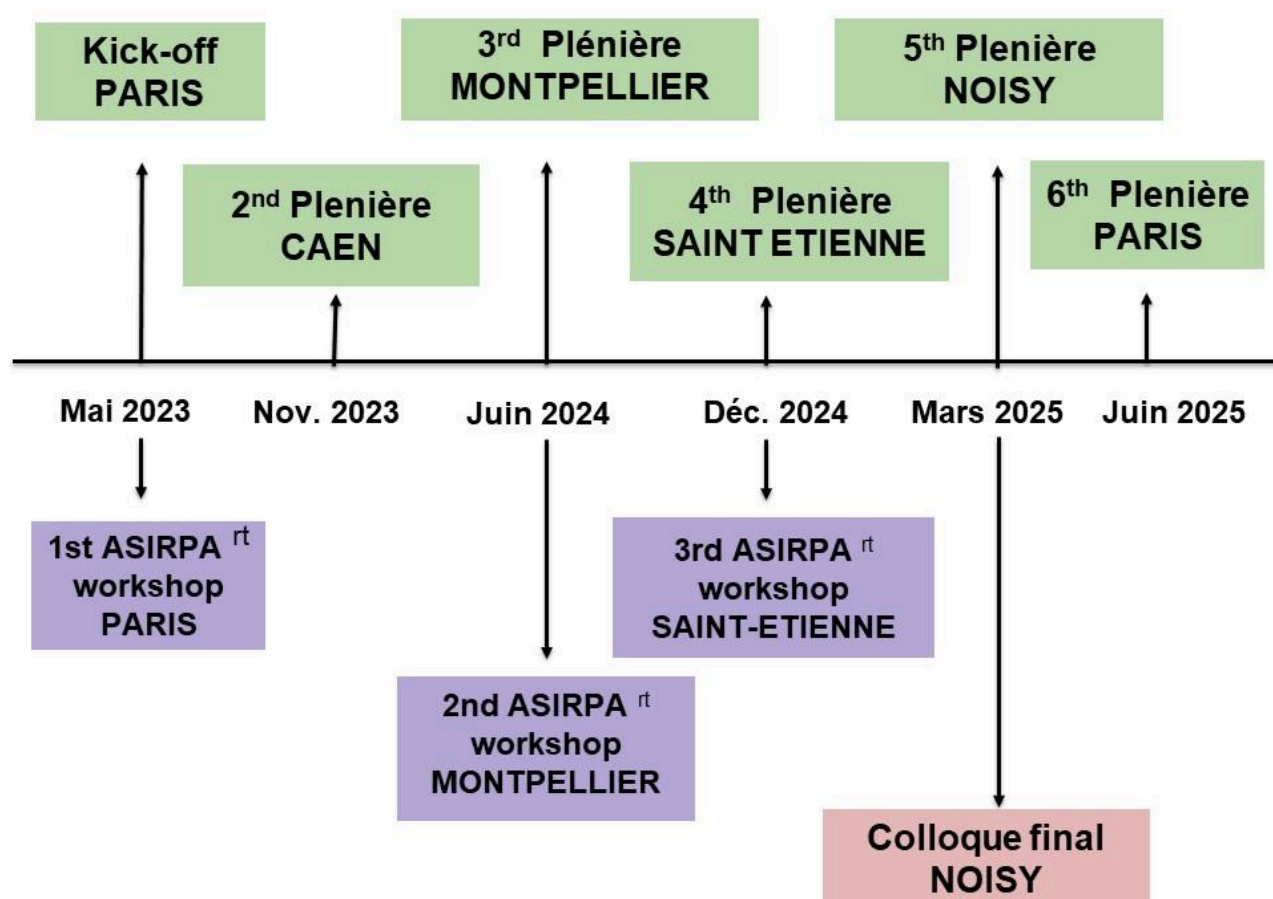 Kick-off
PARIS
3rd Plénière
MONTPELLIER
5th Plenière
NOISY
2nd Plenière
CAEN
4th Plenière
SAINT ETIENNE
6th Plenière
PARIS
Mai 2023
Nov. 2023
Juin 2024
Déc. 2024
Mars 2025
Juin 2025
1st ASIRPA rt
workshop
PARIS
3rd ASIRPA rt
workshop
SAINT-ETIENNE
2nd ASIRPA rt
workshop
MONTPELLIER
Colloque final
NOISY